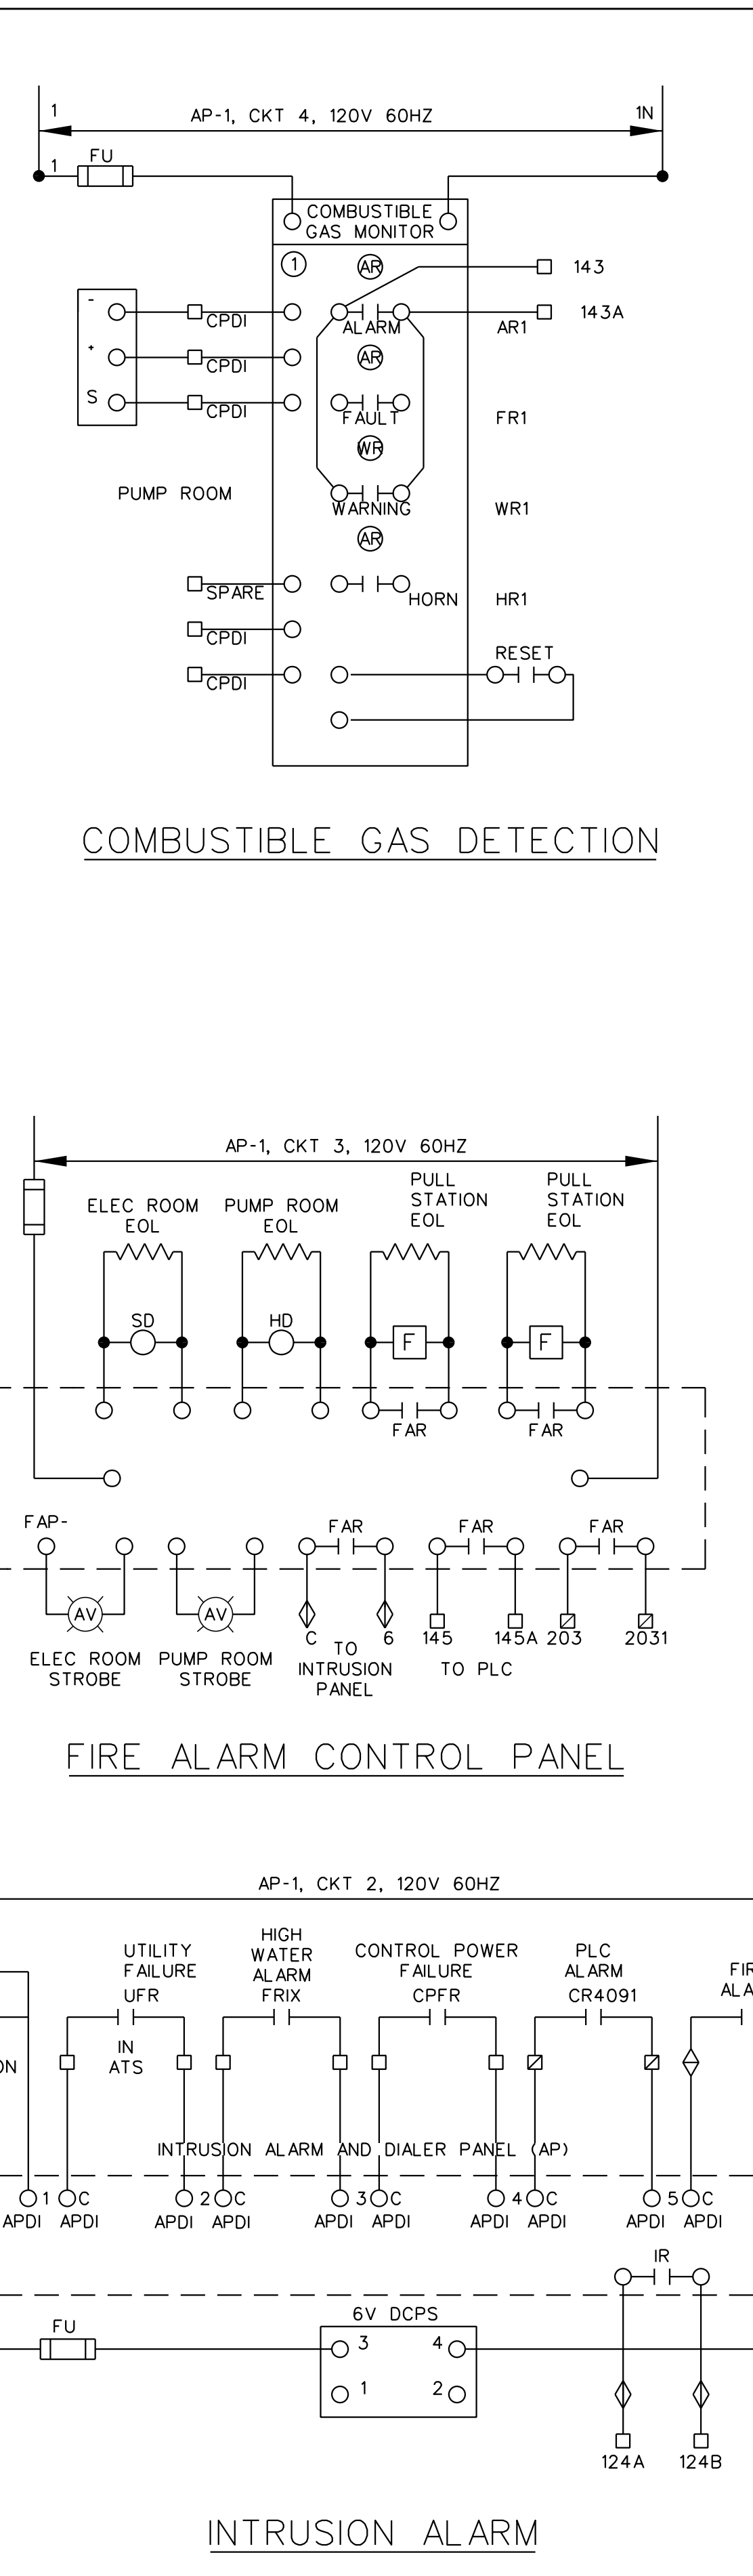 1
AP-1, CKT 4, 120V 60HZ
1N
1
FU
COMBUSTIBLE
GAS MONITOR
1
AR
143
-
CPDI
ALARM
AR1
143A
+
CPDI
AR
S
CPDI
FAULT
FR1
WR
PUMP ROOM
WARNING
WR1
AR
SPARE
HORN
HR1
CPDI
RESET
CPDI
COMBUSTIBLE GAS DETECTION
AP-1, CKT 3, 120V 60HZ
ELEC ROOM
EOL
PUMP ROOM
EOL
PULL
STATION
EOL
PULL
STATION
EOL
SD
HD
F
F
FAR
FAR
FAP-
FAR
FAR
FAR
AV
AV
C
6
145
145A
203
2031
ELEC ROOM
STROBE
PUMP ROOM
STROBE
TO
INTRUSION
PANEL
TO PLC
FIRE ALARM CONTROL PANEL
AP-1, CKT 2, 120V 60HZ
UTILITY
FAILURE
UFR
HIGH
WATER
ALARM
FRIX
CONTROL POWER
FAILURE
CPFR
PLC
ALARM
CR4091
FIR
ALA
ON
IN
ATS
INTRUSION ALARM AND DIALER PANEL (AP)
1 C 2 C 3 C 4 C 5 C
APDI APDI APDI APDI APDI APDI APDI APDI APDI APDI
IR
FU
6V DCPS
3 4
1 2
124A
124B
INTRUSION ALARM